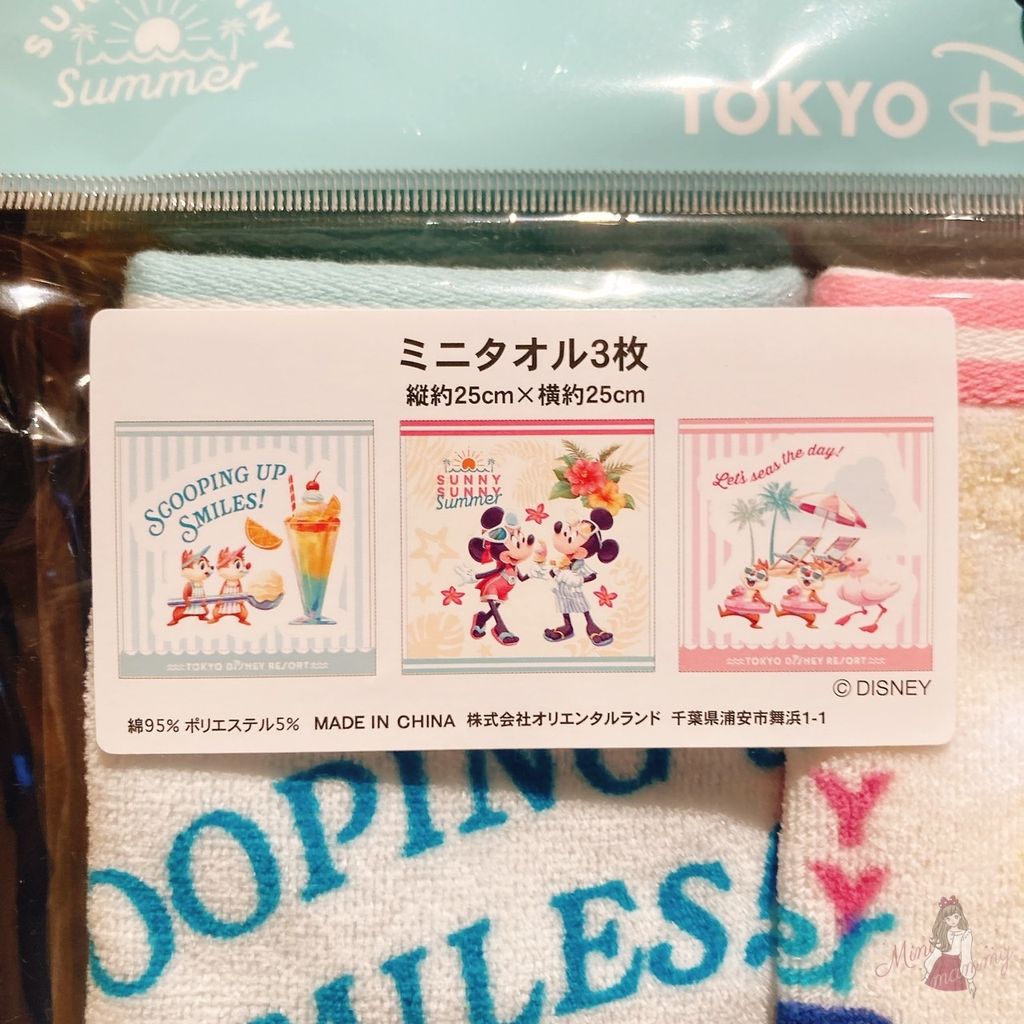 SUNNY
Summer
TOKYO D
ミニタオル3枚
縦約25cm×横約25cm
SCOOPING UP
SMILES!
TOKYO DISNEY RESORT
SUNNY
SUNNY
Summer
Let's seas the day!
TOKYO DISNEY RESORT
© DISNEY
綿95% ポリエステル5% MADE IN CHINA 株式会社オリエンタルランド 千葉県浦安市舞浜1-1
OOPING
MILES!
Y
Y
er
Mini
mammy